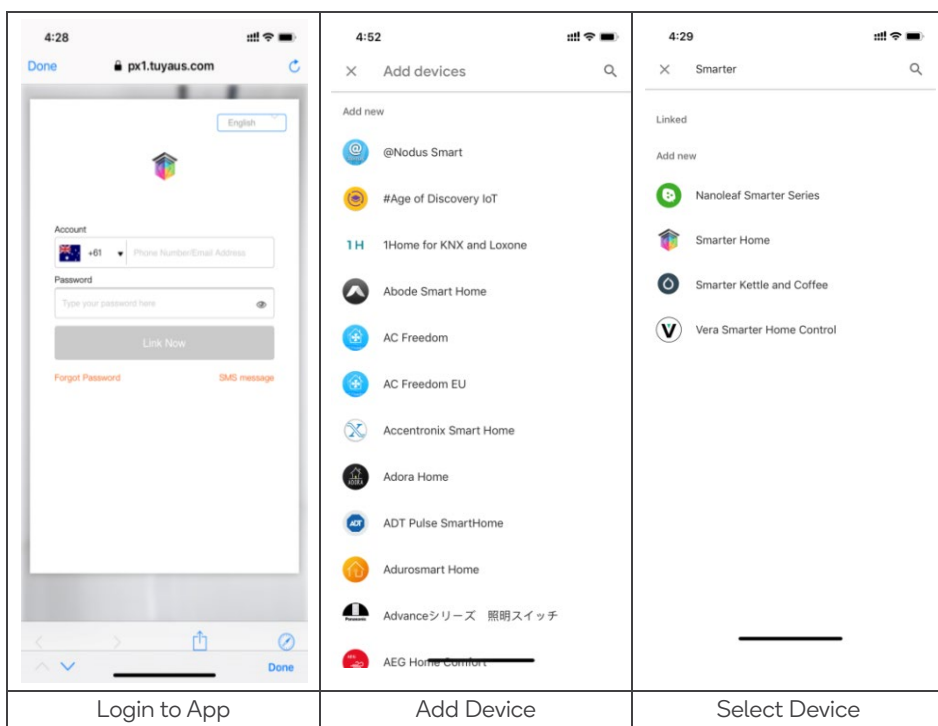 4:28
Done
px1.tuyaus.com
English
Account
+61
Phone Number/Email Address
Password
Type your password here
Link Now
Forgot Password
SMS message
Done
Login to App
4:52
Add devices
Add new
@Nodus Smart
#Age of Discovery IoT
1H
1Home for KNX and Loxone
Abode Smart Home
AC Freedom
AC Freedom EU
Accentronix Smart Home
ADORA
Adora Home
ADT
ADT Pulse SmartHome
Adurosmart Home
Panasonic
Advanceシリーズ　照明スイッチ
AEG
AEG Home Comfort
Add Device
4:29
Smarter
Linked
Add new
Nanoleaf Smarter Series
Smarter Home
Smarter Kettle and Coffee
V
Vera Smarter Home Control
Select Device